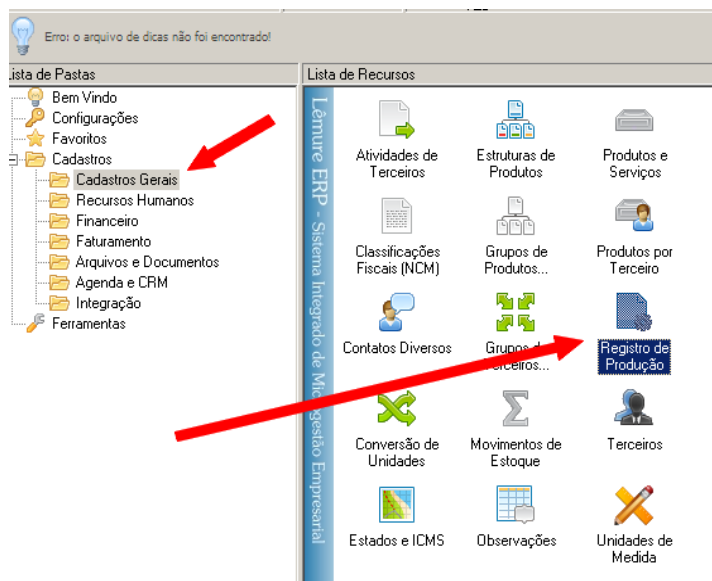 Erro: o arquivo de dicas não foi encontrado!
Lista de Pastas
Bem Vindo
Configurações
Favoritos
Cadastros
Cadastros Gerais
Recursos Humanos
Financeiro
Faturamento
Arquivos e Documentos
Agenda e CRM
Integração
Ferramentas
Lista de Recursos
Lêmure ERP - Sistema Integrado de Microgestão Empresarial
Atividades de
Terceiros
Estruturas de
Produtos
Produtos e
Serviços
Classificações
Fiscais (NCM)
Grupos de
Produtos...
Produtos por
Terceiro
Contatos Diversos
Grupos de
Terceiros...
Registro de
Produção
Conversão de
Unidades
Movimentos de
Estoque
Terceiros
Estados e ICMS
Observações
Unidades de
Medida